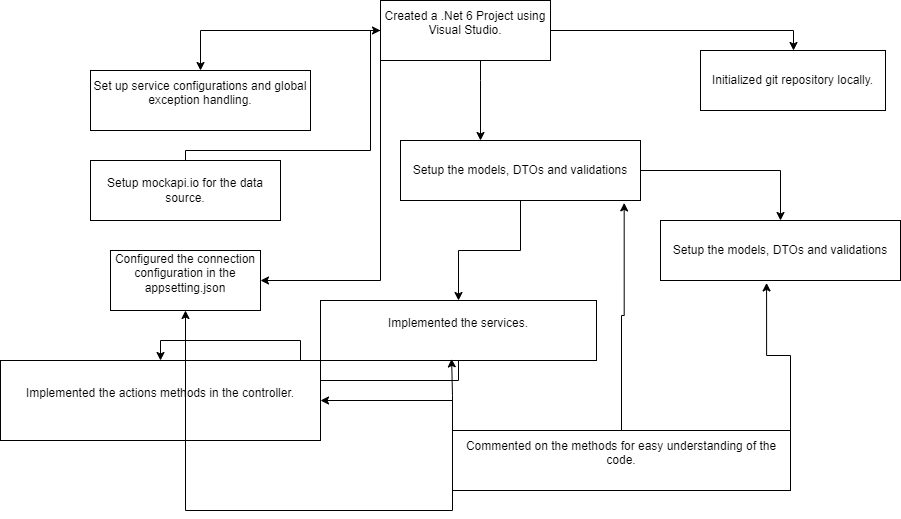 Created a .Net 6 Project using
Visual Studio.
Set up service configurations and global
exception handling.
Initialized git repository locally.
Setup mockapi.io for the data
source.
Setup the models, DTOs and validations
Setup the models, DTOs and validations
Configured the connection
configuration in the
appsetting.json
Implemented the services.
Implemented the actions methods in the controller.
Commented on the methods for easy understanding of the
code.